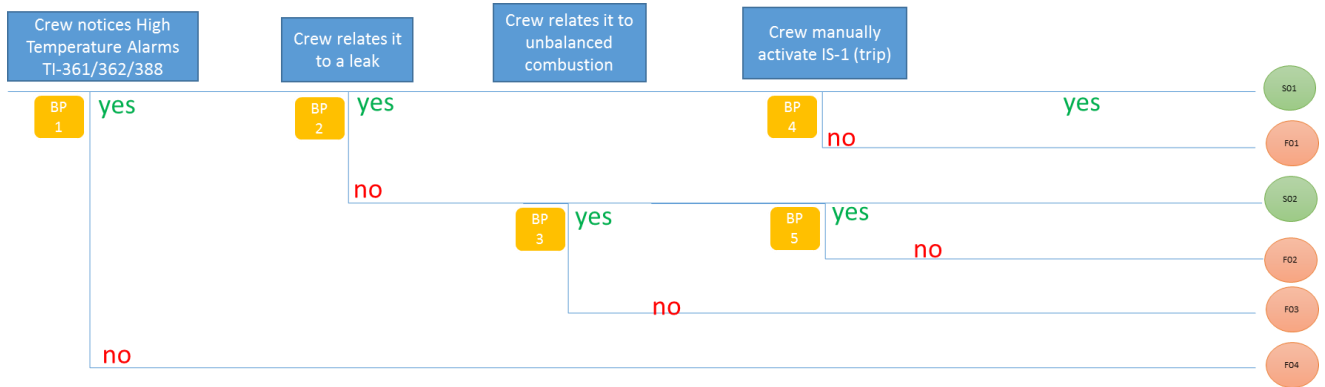 Crew notices High
Temperature Alarms
TI-361/362/388
Crew relates it
to a leak
Crew relates it to
unbalanced
combustion
Crew manually
activate IS-1 (trip)
BP
1
yes
BP
2
yes
BP
4
yes
SO1
no
FO1
no
SO2
BP
3
yes
BP
5
yes
no
FO2
no
FO3
no
FO4